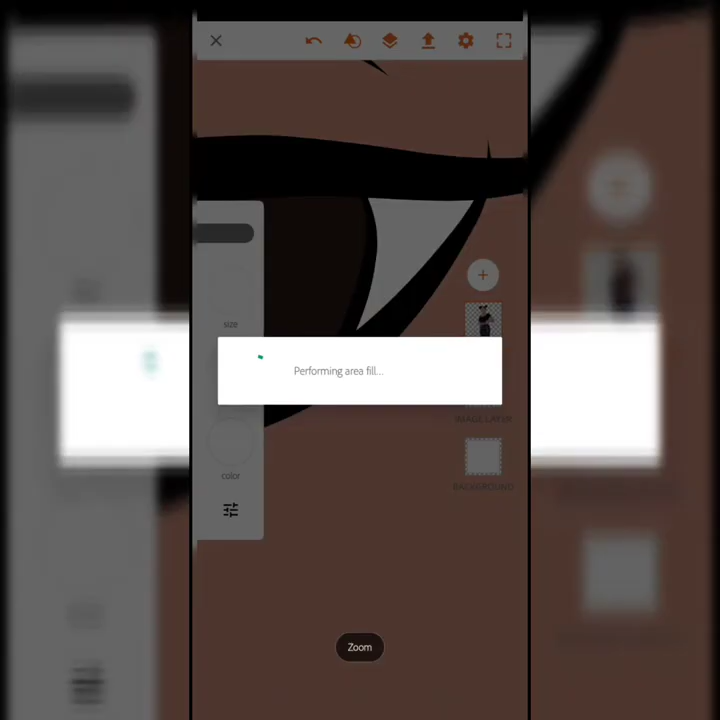 size
Performing area fill...
IMAGE LAYER
color
BACKGROUND
Zoom